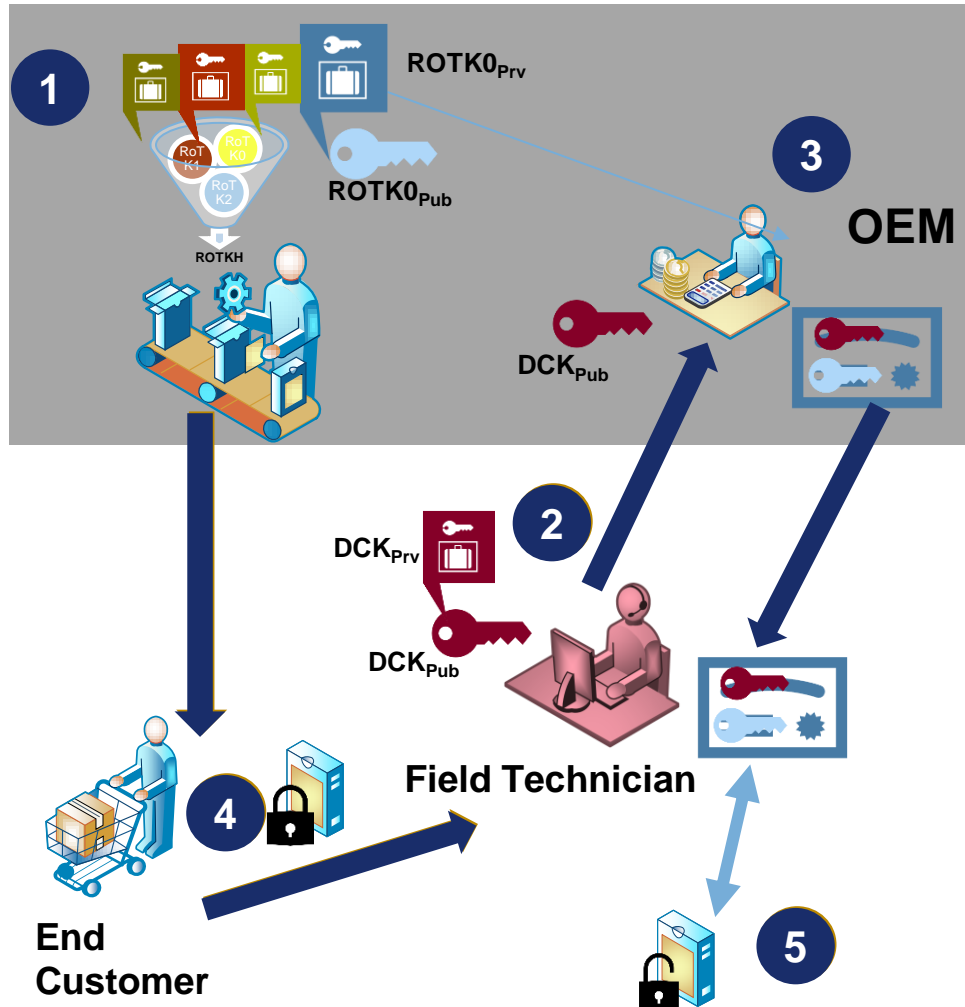 1
ROTK0Prv
RoT
K1
RoT
K0
RoT
K2
ROTK0Pub
ROTKH
3
OEM
DCKPub
2
DCKPrv
DCKPub
Field Technician
4
End
Customer
5